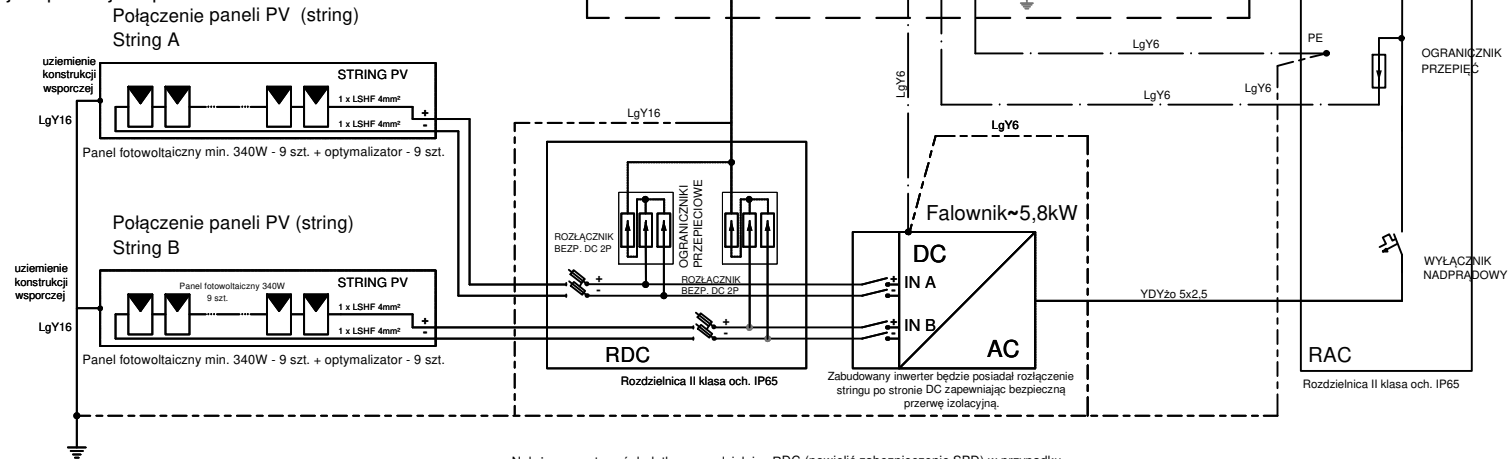 Połączenie paneli PV (string)
String A
uziemienie
konstrukcji
wsporczej
LgY16
STRING PV
1 x LSHF 4mm²
+
1 x LSHF 4mm²
-
Panel fotowoltaiczny min. 340W - 9 szt. + optymalizator - 9 szt.
Połączenie paneli PV (string)
String B
uziemienie
konstrukcji
wsporczej
LgY16
STRING PV
Panel fotowoltaiczny 340W
9 szt.
1 x LSHF 4mm²
+
1 x LSHF 4mm²
-
Panel fotowoltaiczny min. 340W - 9 szt. + optymalizator - 9 szt.
LgY16
OGRANICZNIKI
PRZEPIĘCIOWE
ROZŁĄCZNIK
BEZP. DC 2P
+
-
ROZŁĄCZNIK
BEZP. DC 2P
+
-
RDC
Rozdzielnica II klasa och. IP65
LgY6
LgY6
LgY6
LgY6
LgY6
PE
Falownik~5,8kW
DC
+
IN A
-
+
IN B
-
AC
Zabudowany inwerter będzie posiadał rozłączenie
stringu po stronie DC zapewniając bezpieczną
przerwę izolacyjną.
YDYżo 5x2,5
OGRANICZNIK
PRZEPIĘĆ
WYŁĄCZNIK
NADPRĄDOWY
RAC
Rozdzielnica II klasa och. IP65